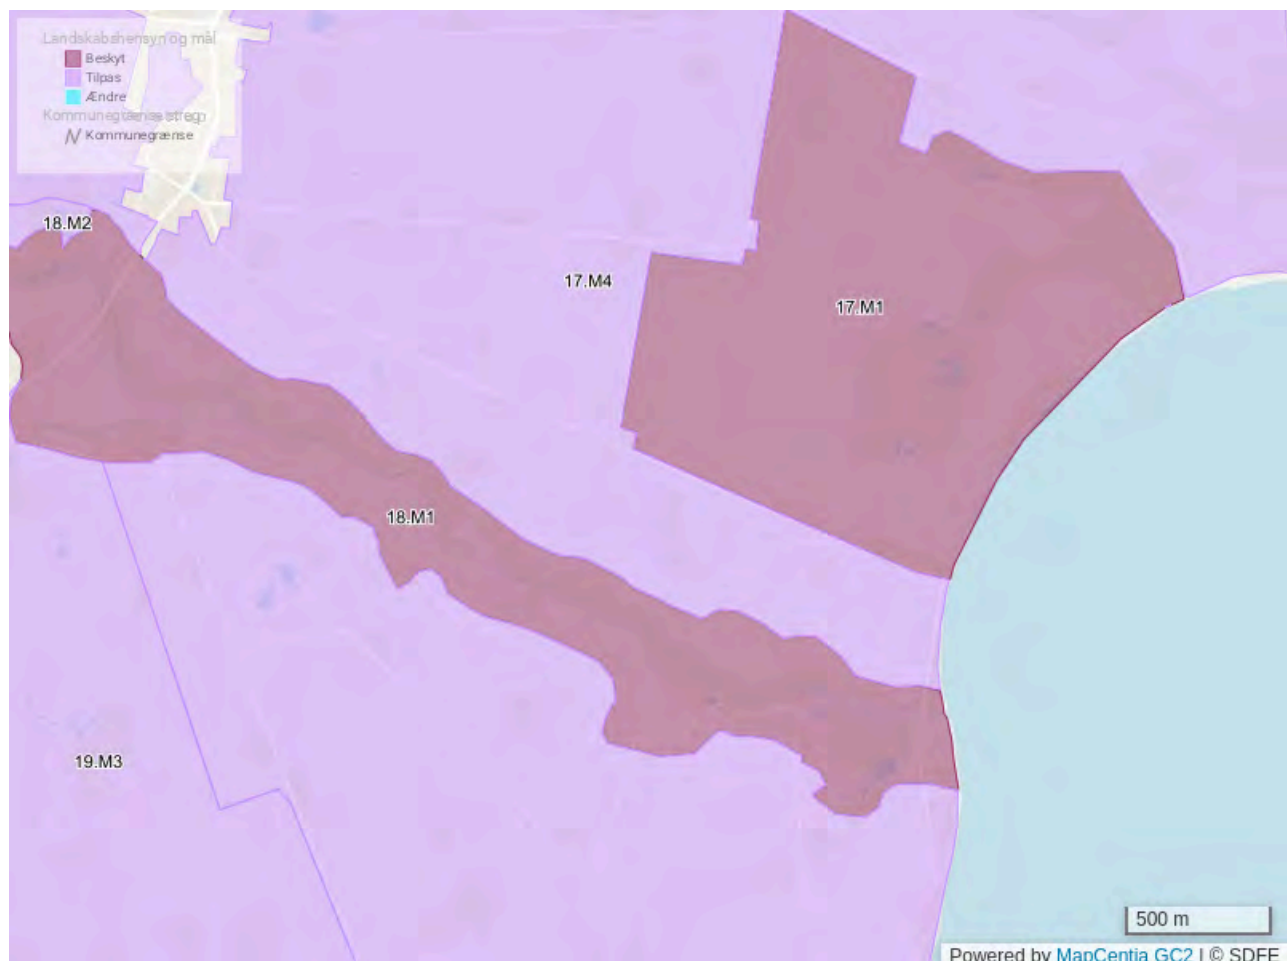 Landskabshensyn og mål
Beskyt
Tilpas
Ændre
Kommunegrænse
18.M2
17.M4
17.M1
18.M1
19.M3
500 m
Powered by MapCentia GC2 | © SDFE